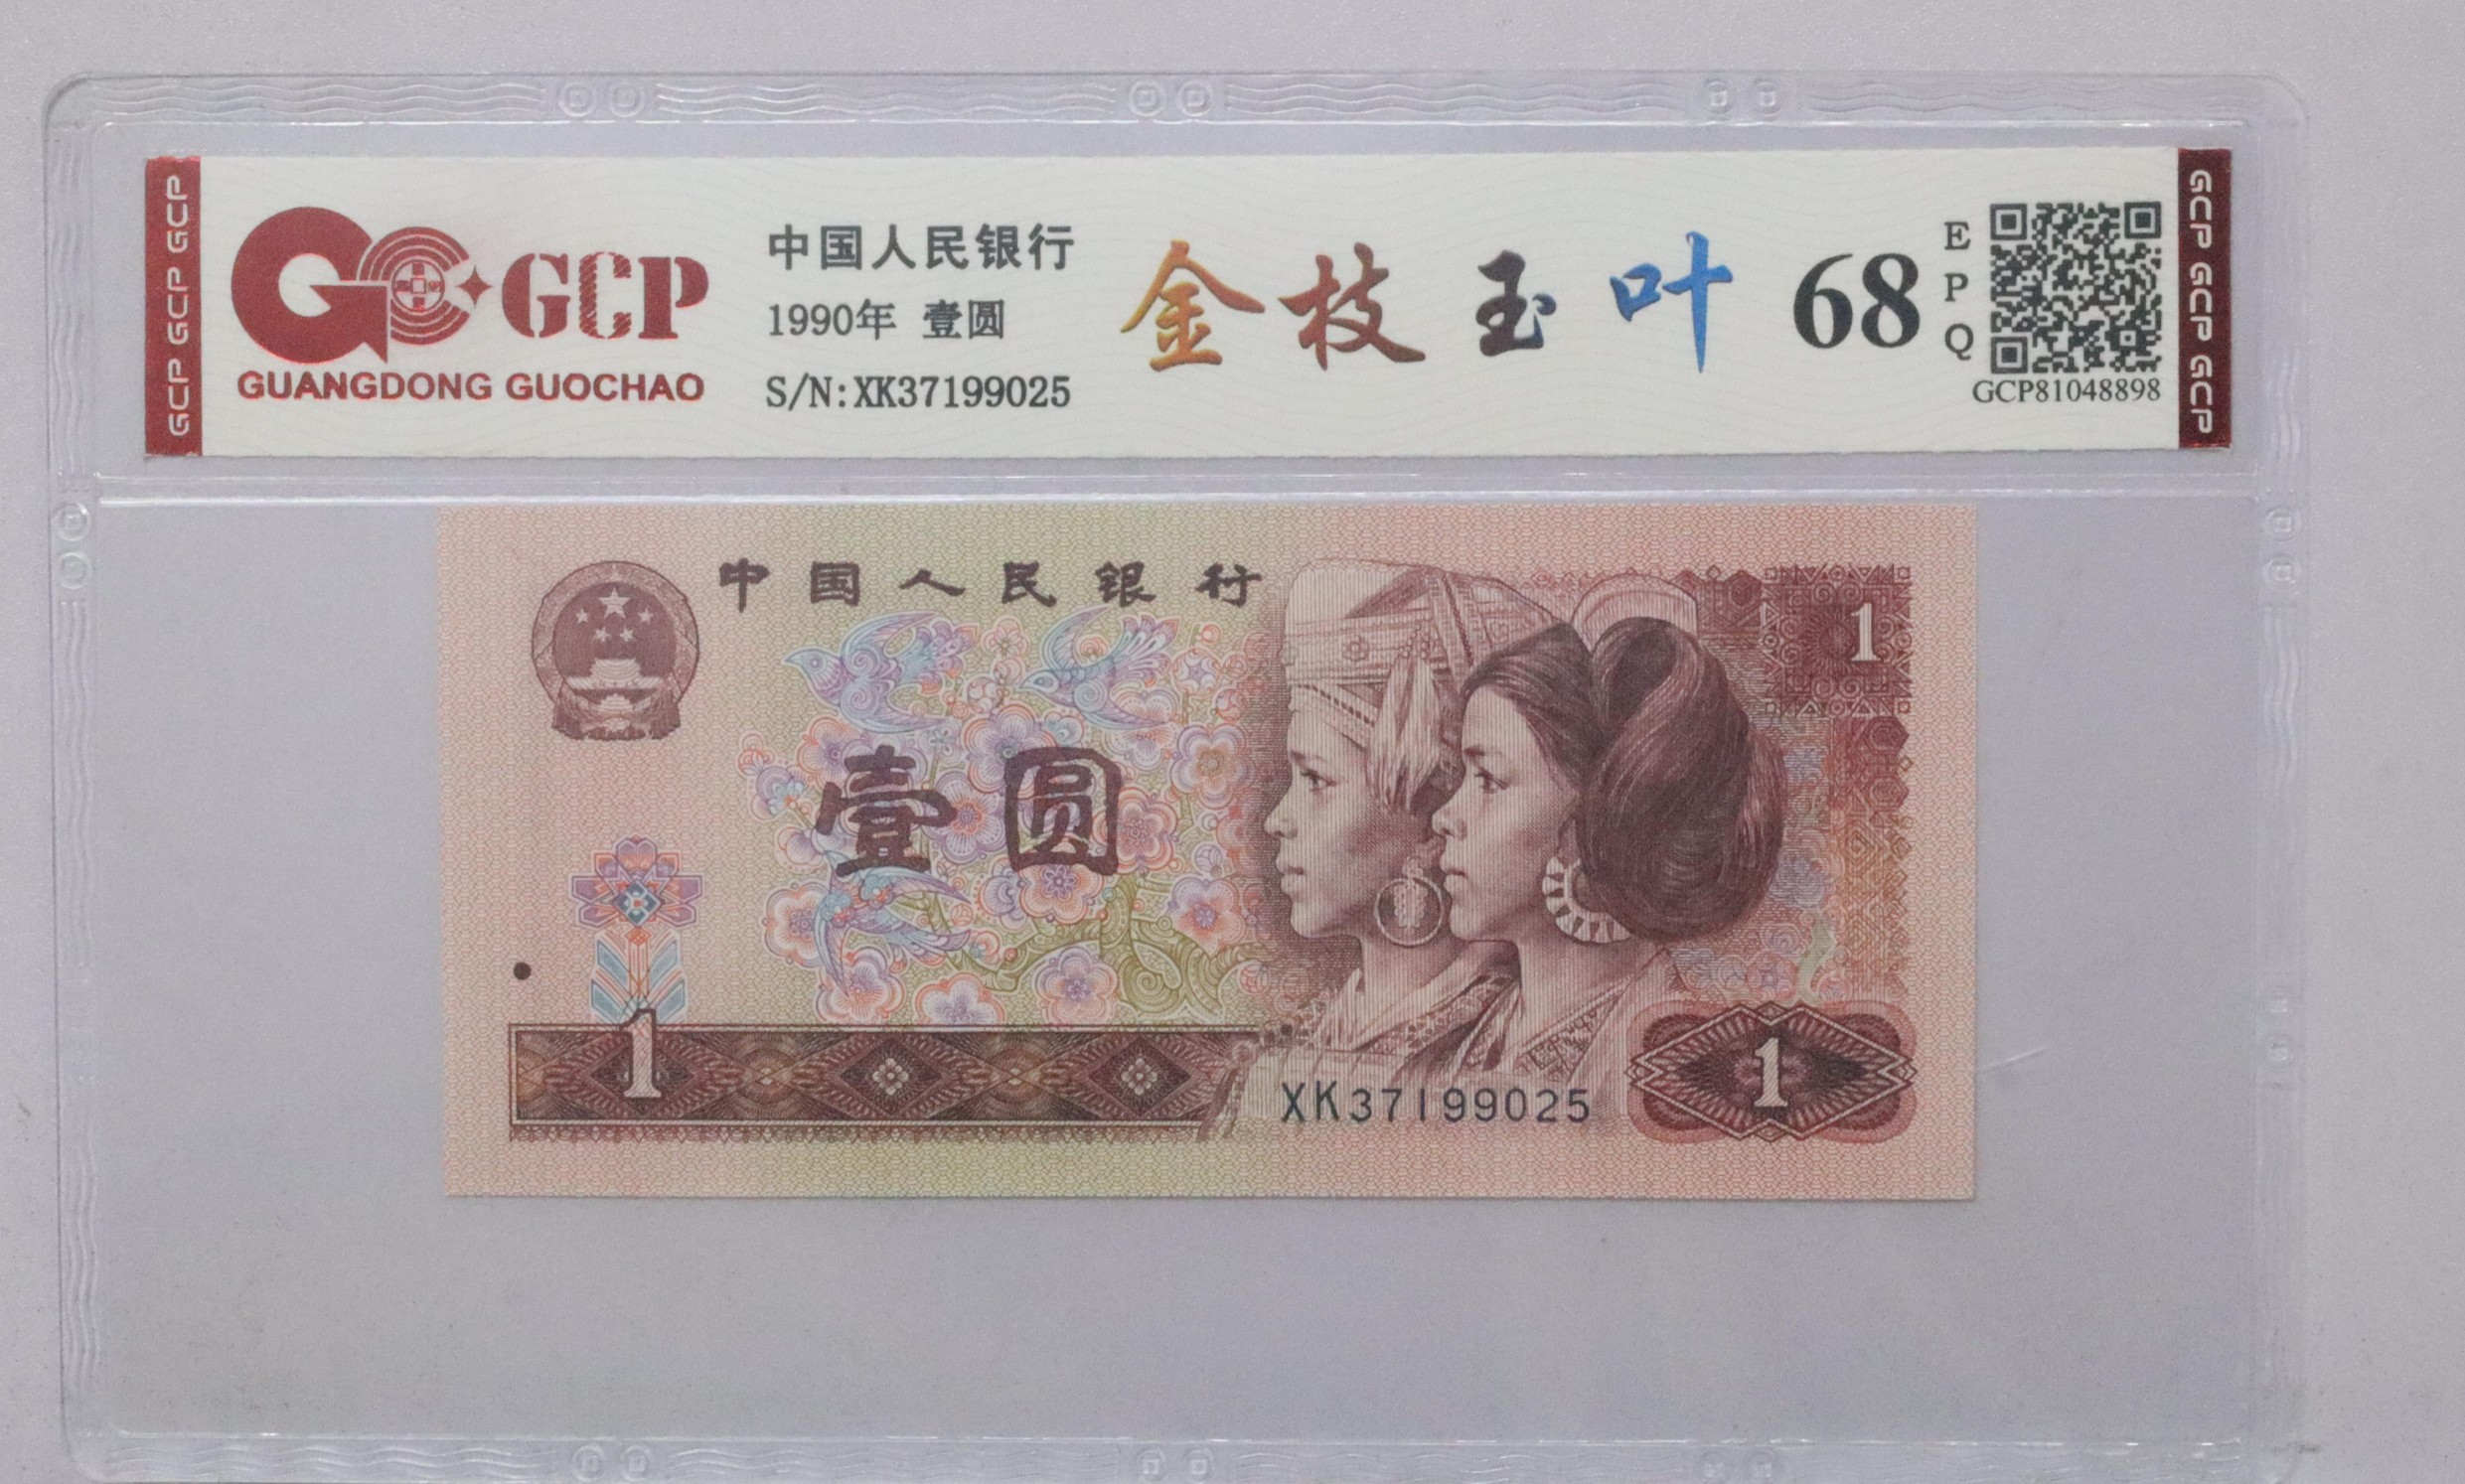 GCP GCP GCP
GCP
GUANGDONG GUOCHAO
中国人民银行
1990年 壹圆
S/N:XK37199025
金枝玉叶
68
E
P
Q
GCP81048898
GCP GCP GCP
中国人民银行
1
壹圆
1
XK37199025
1